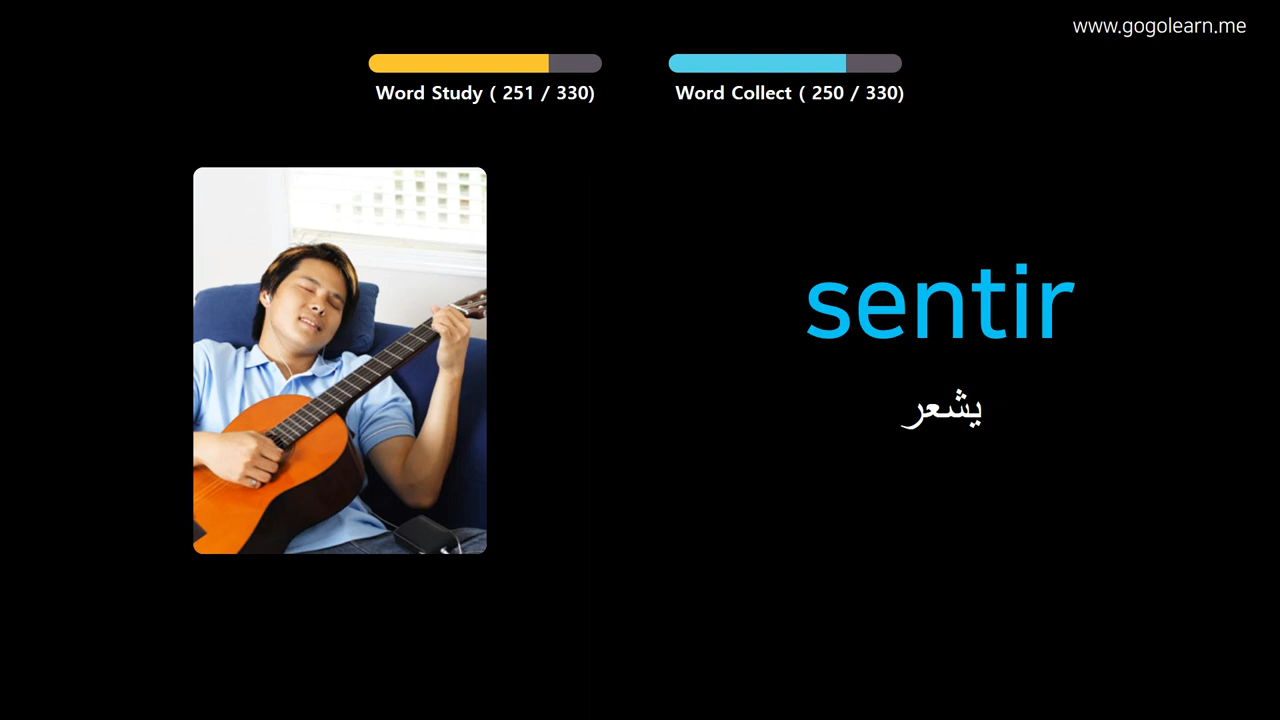 www.gogolearn.me
Word Study ( 251 / 330)
Word Collect ( 250 / 330)
sentir
يشعر